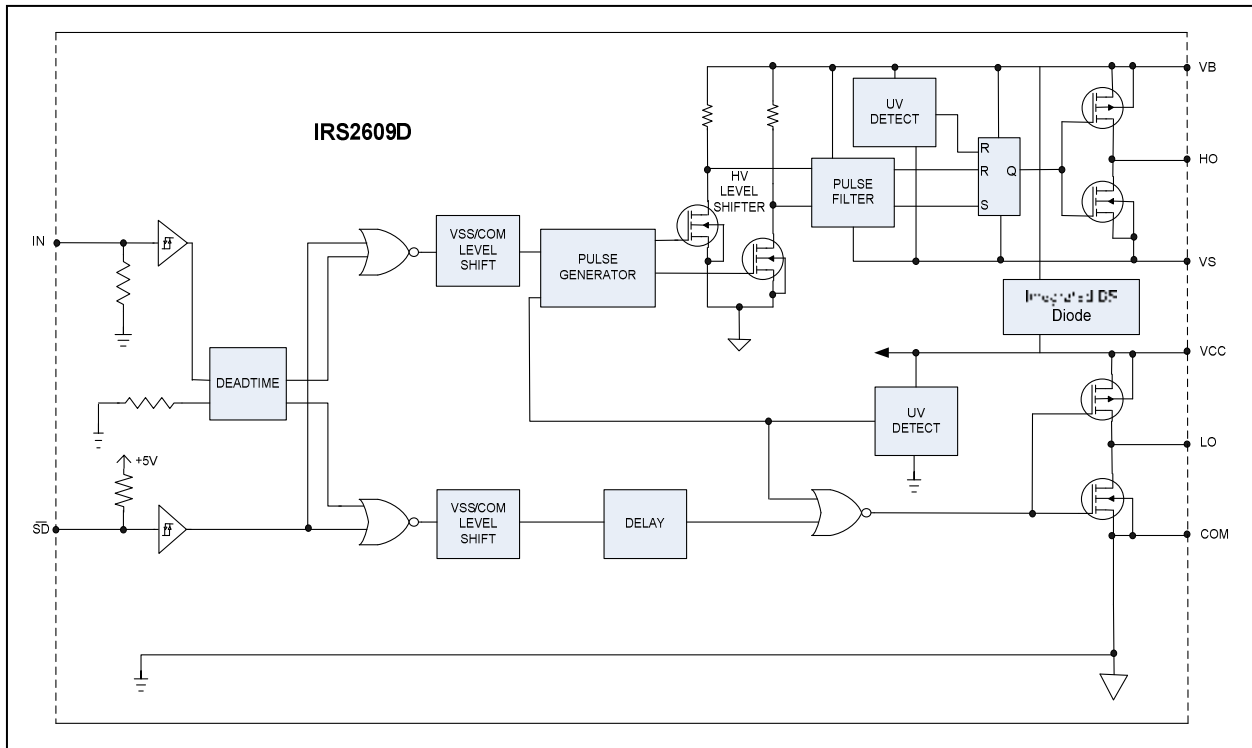 IRS2609D
VB
UV
DETECT
R
R
Q
S
HO
HV
LEVEL
SHIFTER
PULSE
FILTER
IN
VSS/COM
LEVEL
SHIFT
PULSE
GENERATOR
VS
Diode
VCC
DEADTIME
UV
DETECT
LO
+5V
SD
VSS/COM
LEVEL
SHIFT
DELAY
COM